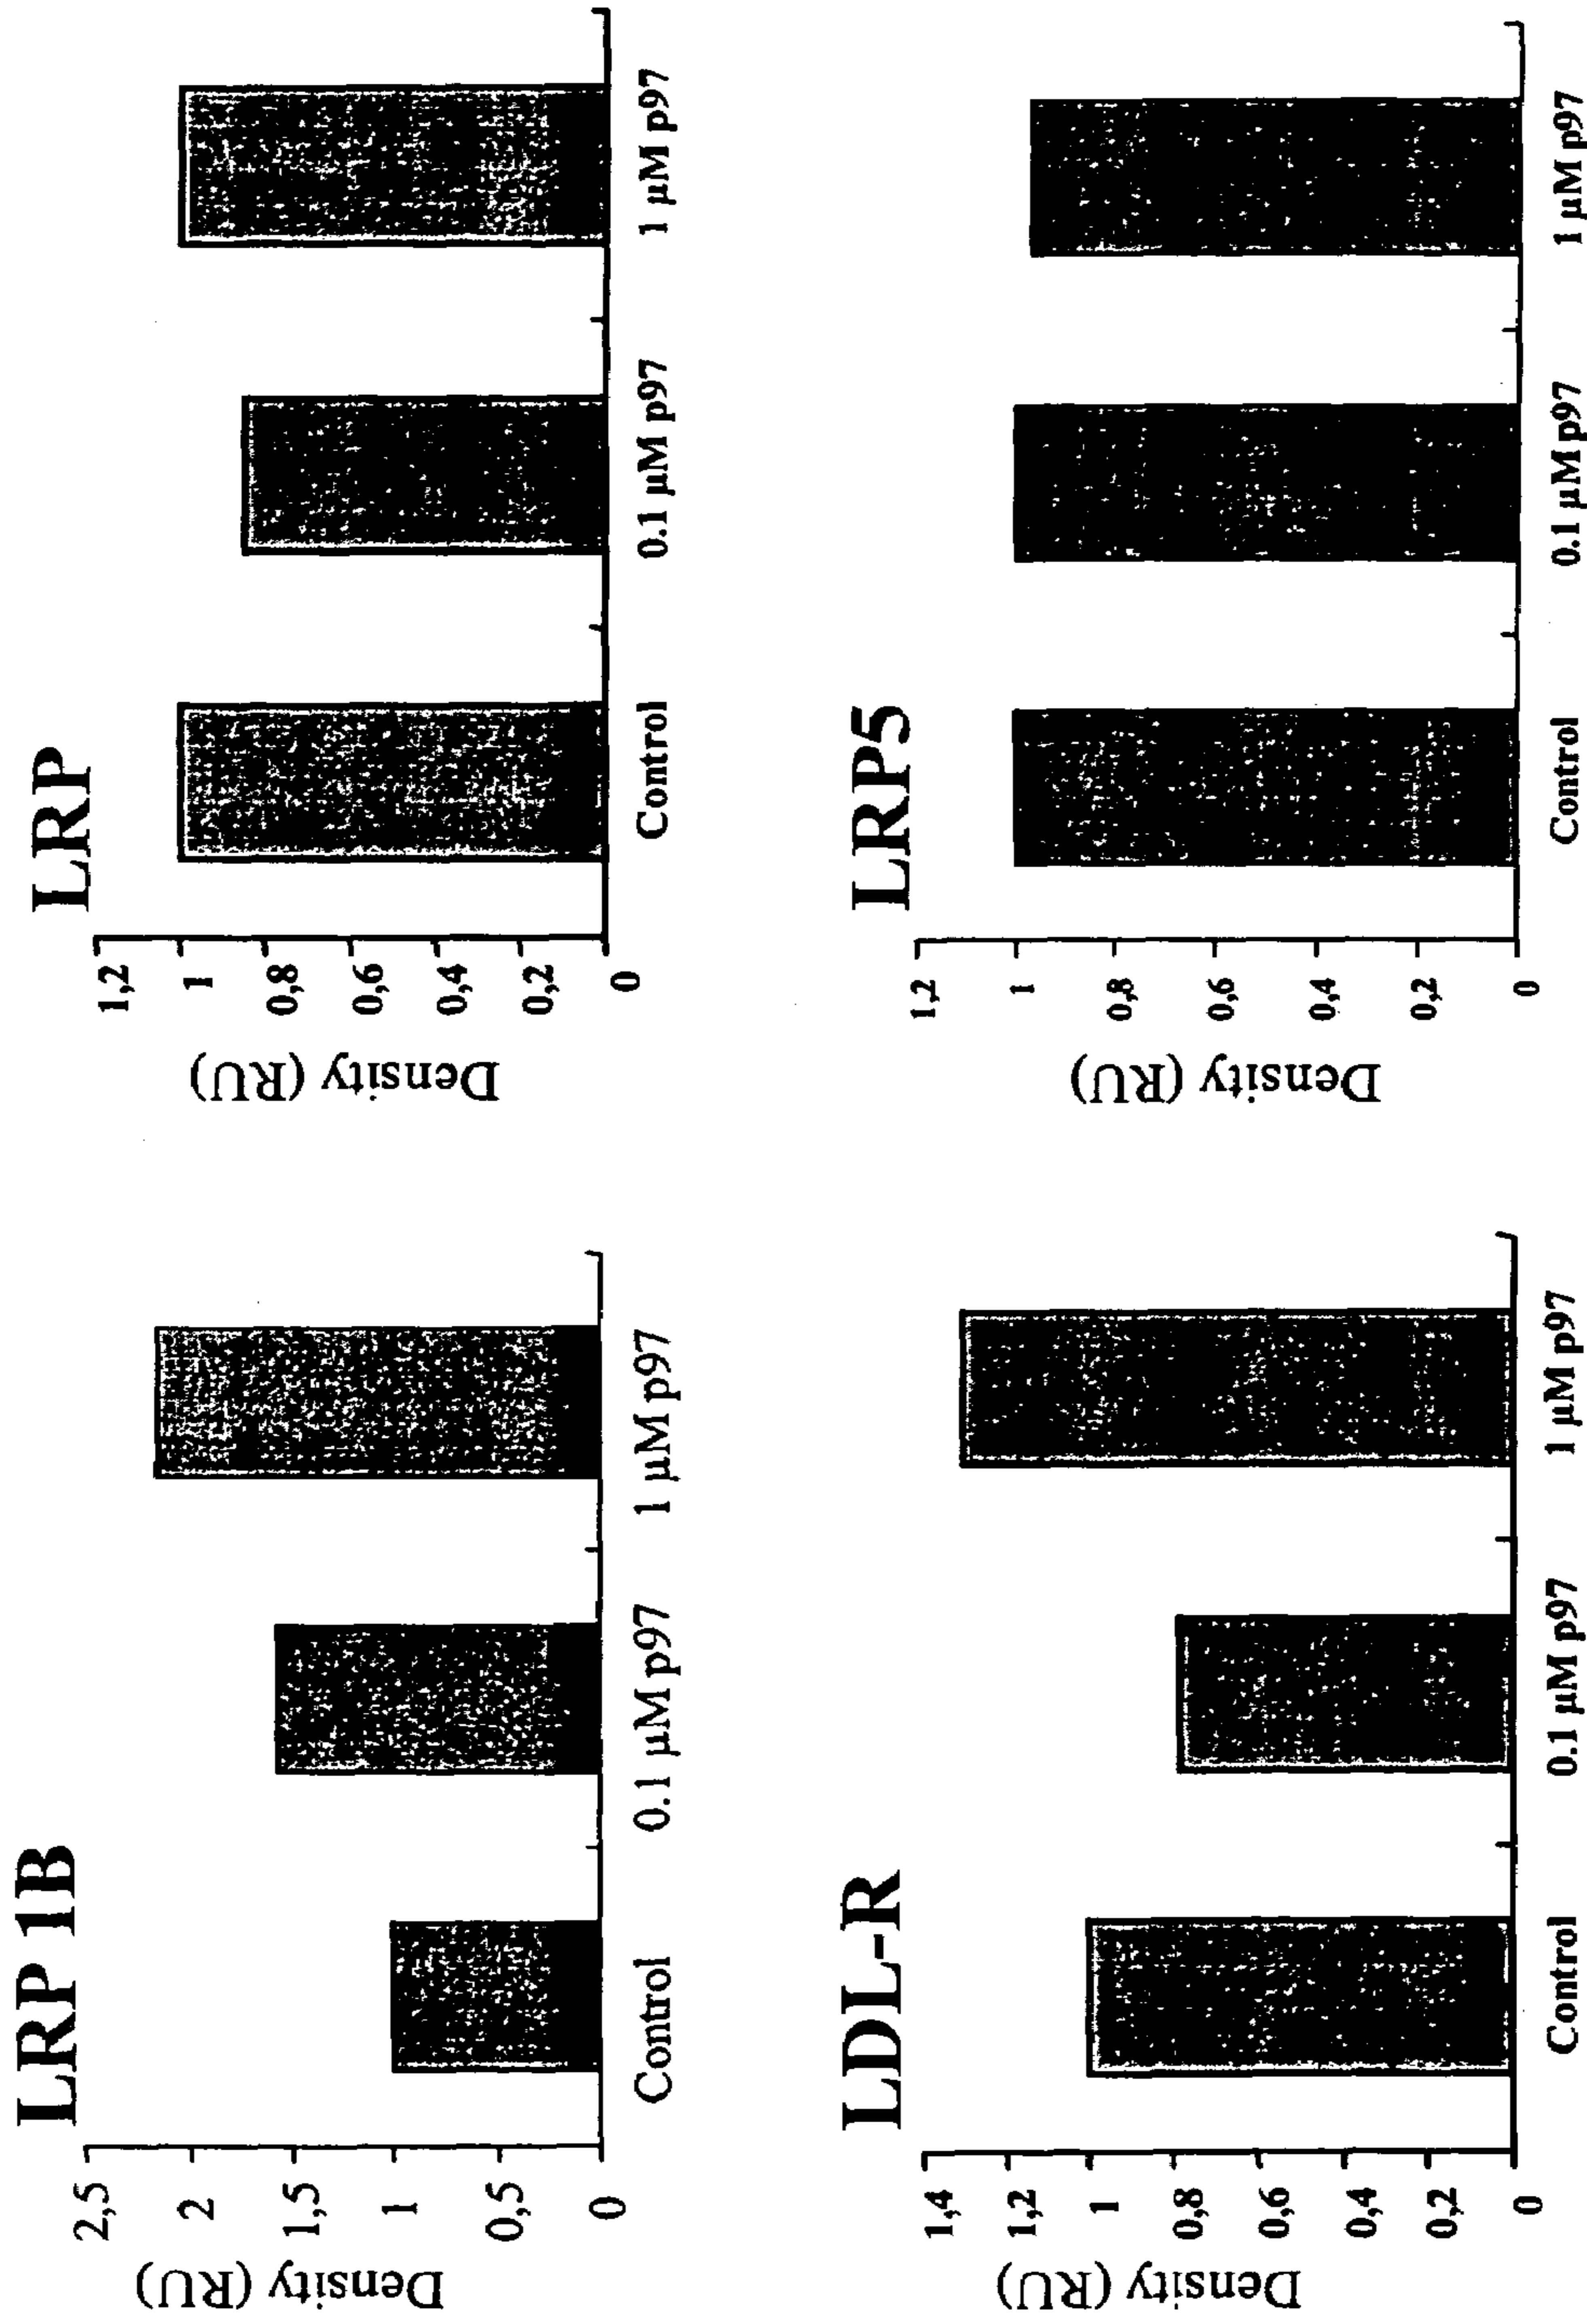 LRP 1B
Density (RU)
2,5
2
1,5
1
0,5
0
Control
0.1 µM p97
1 µM p97
LRP
Density (RU)
1,2
1
0,8
0,6
0,4
0,2
0
Control
0.1 µM p97
1 µM p97
LDL-R
Density (RU)
1,4
1,2
1
0,8
0,6
0,4
0,2
0
Control
0.1 µM p97
1 µM p97
LRP5
Density (RU)
1,2
1
0,8
0,6
0,4
0,2
0
Control
0.1 µM p97
1 µM p97